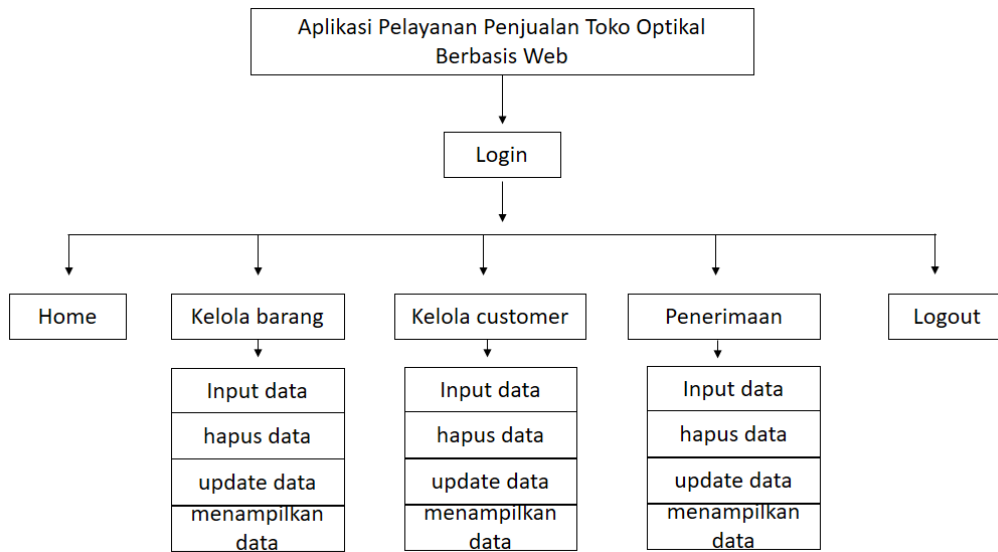 Aplikasi Pelayanan Penjualan Toko Optikal
Berbasis Web
Login
Home
Kelola barang
Kelola customer
Penerimaan
Logout
Input data
hapus data
update data
menampilkan
data
Input data
hapus data
update data
menampilkan
data
Input data
hapus data
update data
menampilkan
data